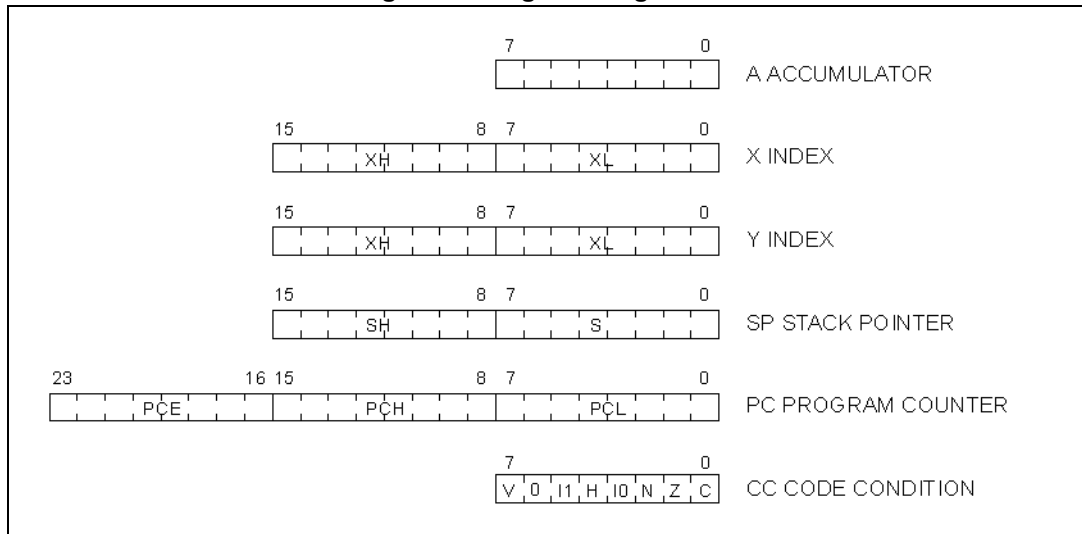 7 0
A ACCUMULATOR
15 8 7 0
XH XL X INDEX
15 8 7 0
XH XL Y INDEX
15 8 7 0
SH S SP STACK POINTER
23 16 15 8 7 0
PCE PCH PCL PC PROGRAM COUNTER
7 0
V 0 I1 H I0 N Z C CC CODE CONDITION